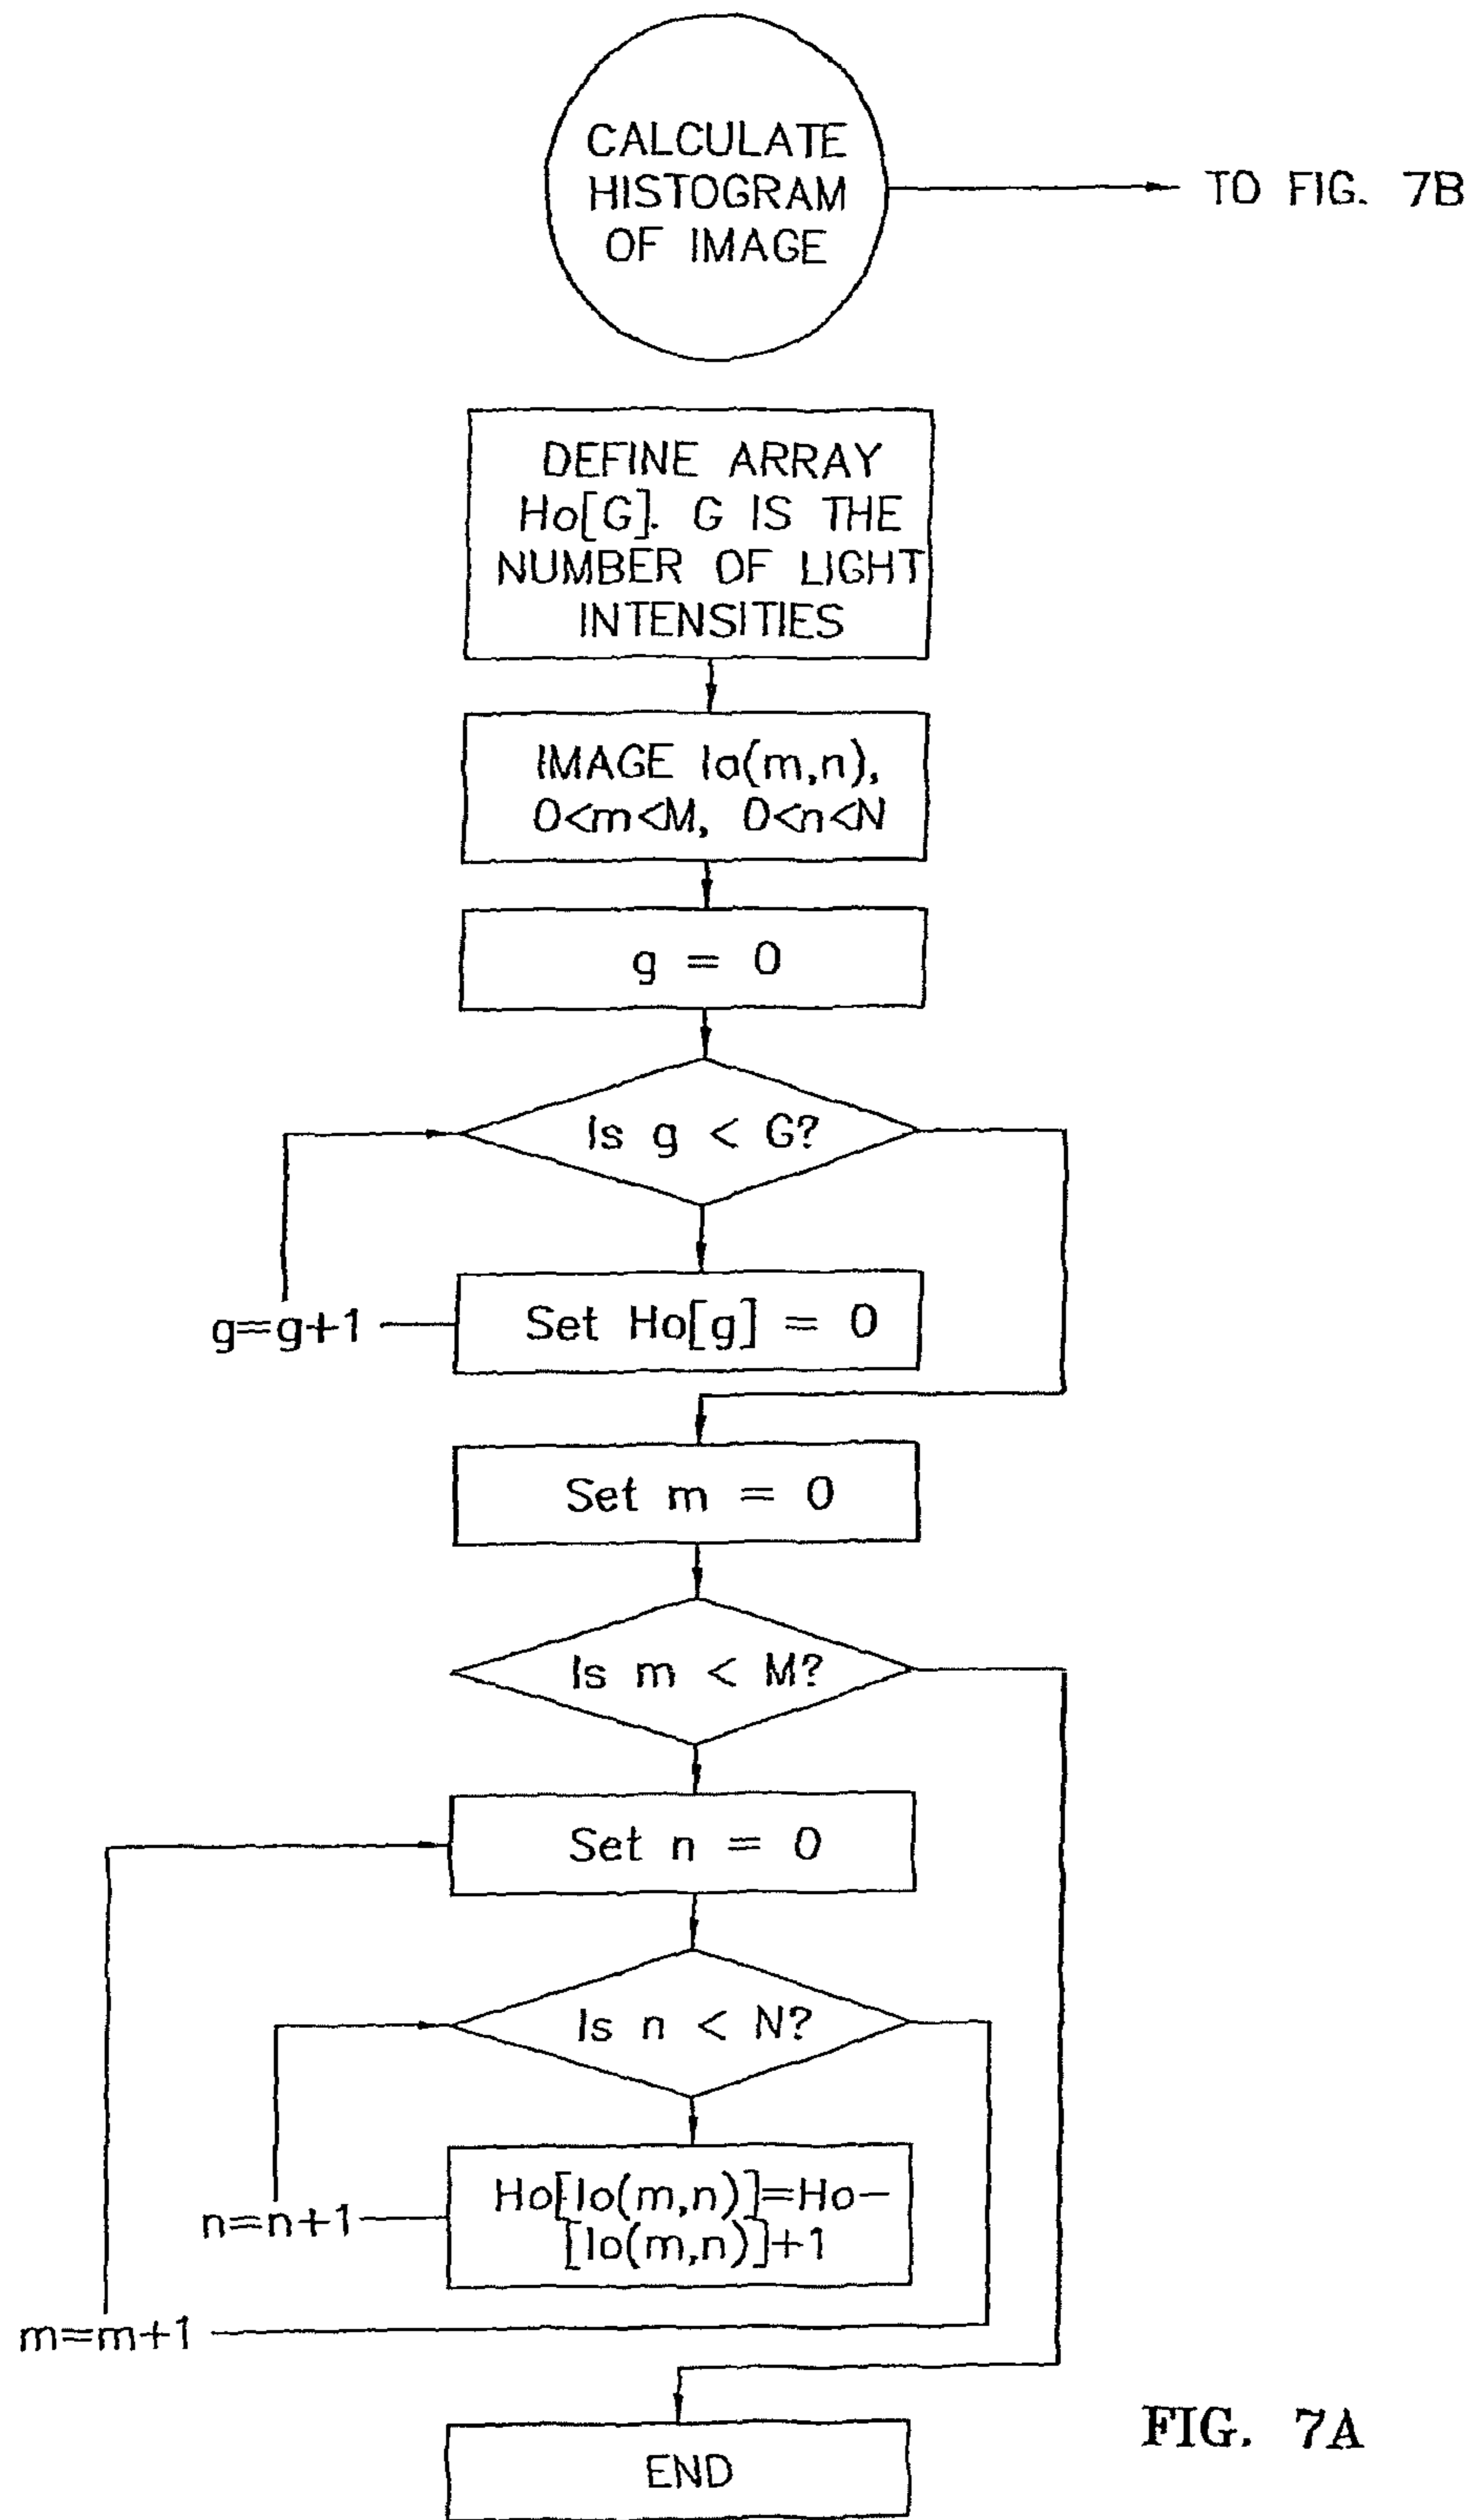 CALCULATE
HISTOGRAM
OF IMAGE
TO FIG. 7B
DEFINE ARRAY
Ho[G]. G IS THE
NUMBER OF LIGHT
INTENSITIES
IMAGE Io(m,n),
0<m<M, 0<n<N
g = 0
Is g < G?
g=g+1
Set Ho[g] = 0
Set m = 0
Is m < M?
Set n = 0
Is n < N?
Ho[Io(m,n)]=Ho-
n=n+1
[Io(m,n)]+1
m=m+1
FIG. 7A
END